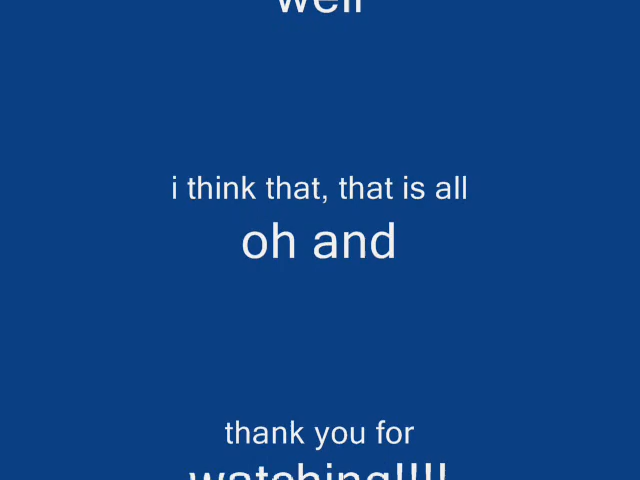 well
i think that, that is all
oh and
thank you for
watching!!!!